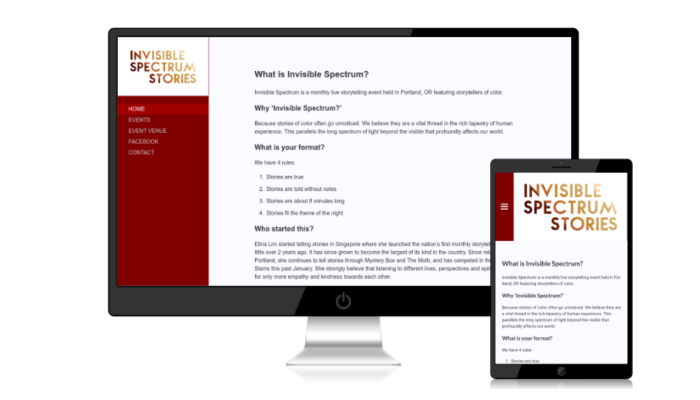 INVISIBLE
SPECTRUM
STORIES
HOME
EVENTS
EVENT VENUE
FACEBOOK
CONTACT
What is Invisible Spectrum?
Invisible Spectrum is a monthly live storytelling event held in Portland, OR featuring storytellers of color.
Why 'Invisible Spectrum?'
Because stories of color often go unnoticed. We believe they are a vital thread in the rich tapestry of human
experience. This parallels the long spectrum of light beyond the visible that profoundly affects our world.
What is your format?
We have 4 rules:
1. Stories are true
2. Stories are told without notes
3. Stories are about 8 minutes long
4. Stories fit the theme of the night
Who started this?
Elina Lim started telling stories in Singapore where she launched the nation's first monthly
little over 2 years ago. It has since grown to become the largest of its kind in the country. Since
Portland, she continues to tell stories through Mystery Box and The Moth, and has competed in the
Slams this past January. She strongly believe that listening to different lives, perspectives and
for only more empathy and kindness towards each other.
INVISIBLE
SPECTRUM
STORIES
What is Invisible Spectrum?
Invisible Spectrum is a monthly live storytelling event held in Por
tland, OR featuring storytellers of color.
Why 'Invisible Spectrum?'
Because stories of color often go unnoticed. We believe they are
a vital thread in the rich tapestry of human experience. This
parallels the long spectrum of light beyond the visible that
profoundly affects our world.
What is your format?
We have 4 rules:
1. Stories are true